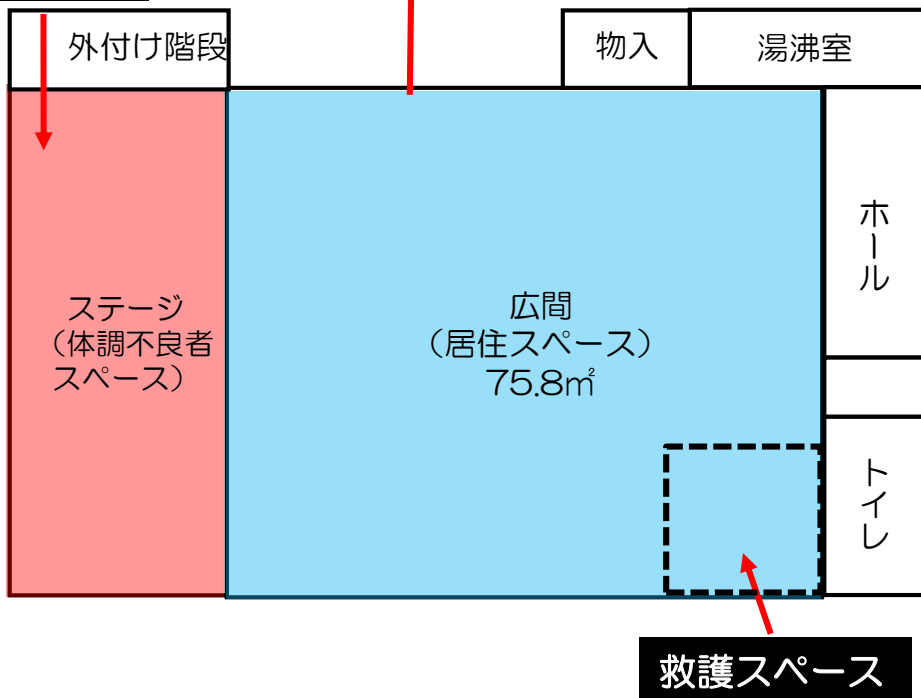 外付け階段
物入
湯沸室
ホール
ステージ
（体調不良者
スペース）
広間
（居住スペース）
75.8㎡
トイレ
救護スペース